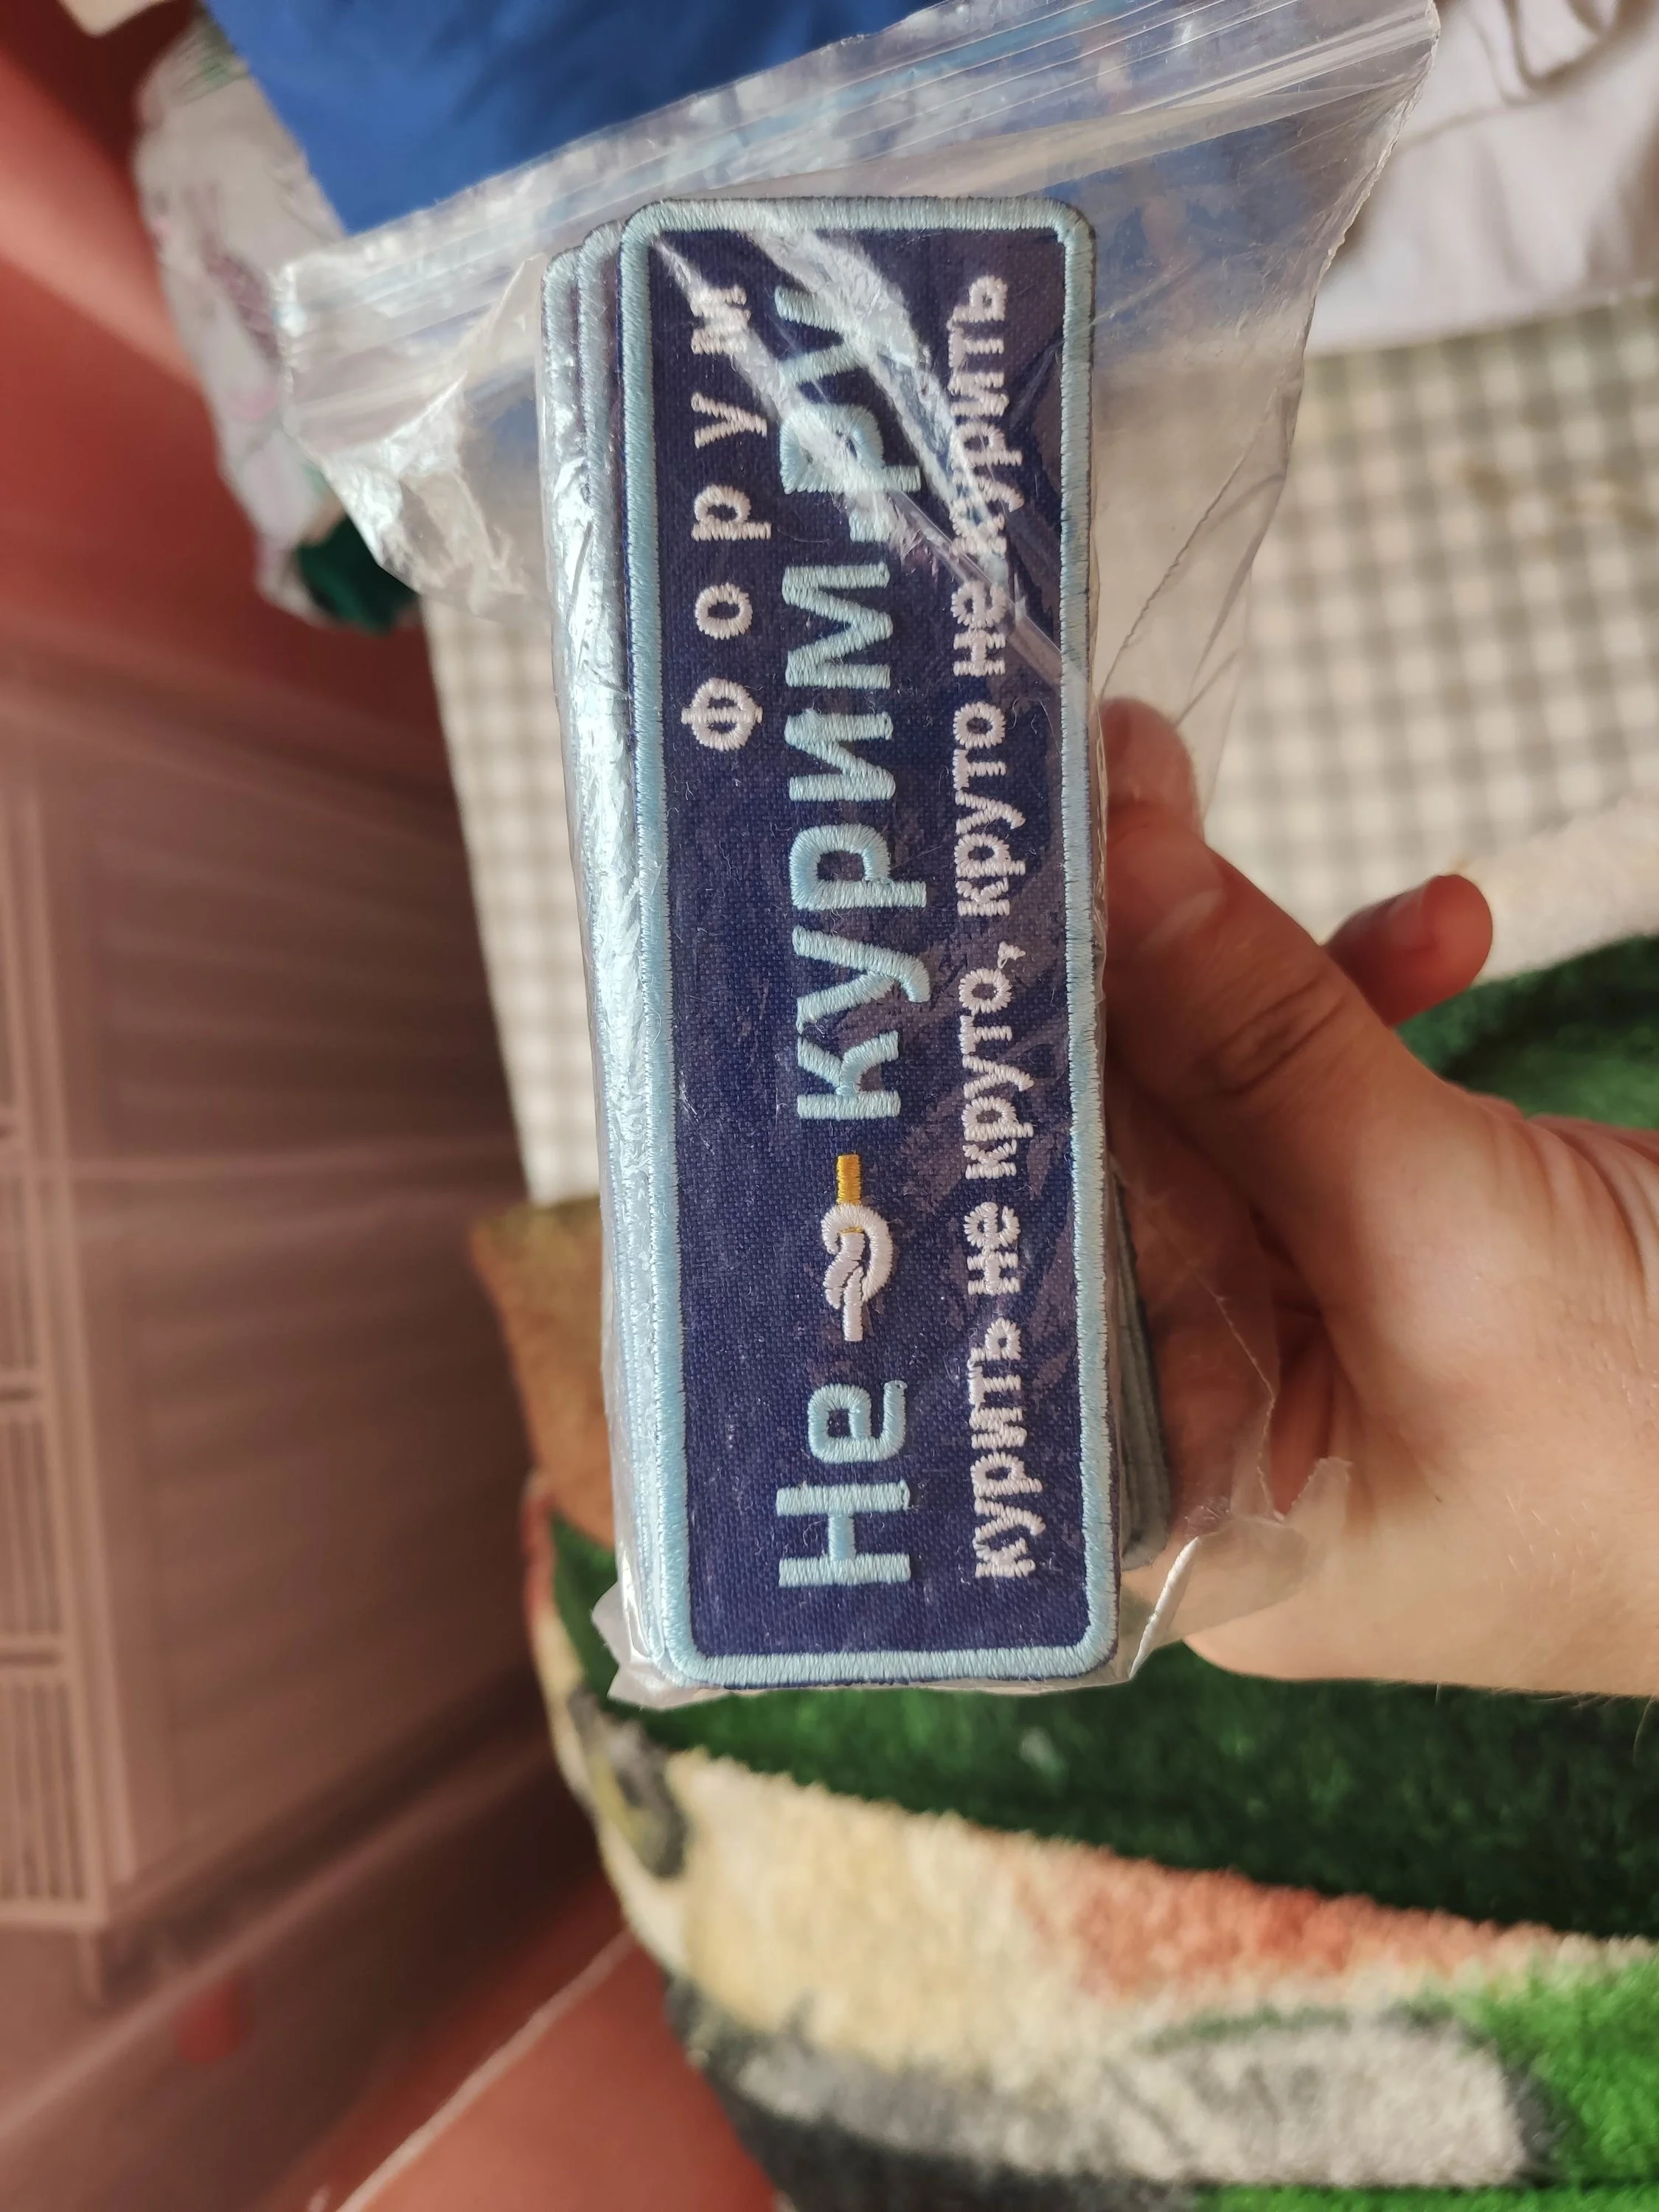 Форум
Не курим.ру
курить не круто, круто не курить